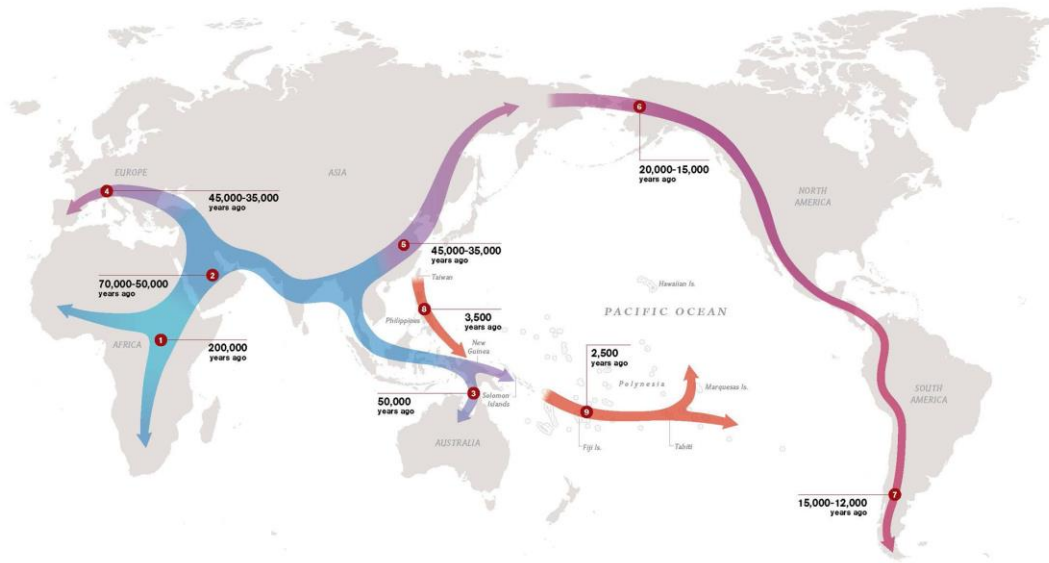 6
20,000-15,000
years ago
NORTH
AMERICA
EUROPE
ASIA
4
45,000-35,000
years ago
5
45,000-35,000
years ago
2
70,000-50,000
years ago
Taiwan
Hawaiian Is.
8
Philippines
3,500
years ago
PACIFIC OCEAN
1
AFRICA
200,000
years ago
New
Guinea
2,500
years ago
Polynesia
Marquesas Is.
3
50,000
years ago
Solomon
Islands
9
SOUTH
AMERICA
AUSTRALIA
Fiji Is.
Tahiti
7
15,000-12,000
years ago